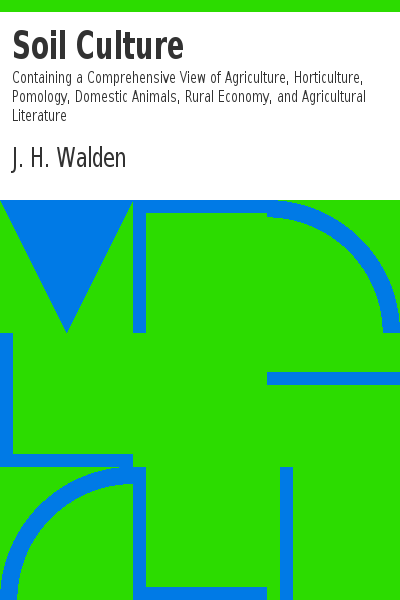 Soil Culture
Containing a Comprehensive View of Agriculture, Horticulture,
Pomology, Domestic Animals, Rural Economy, and Agricultural
Literature
J. H. Walden